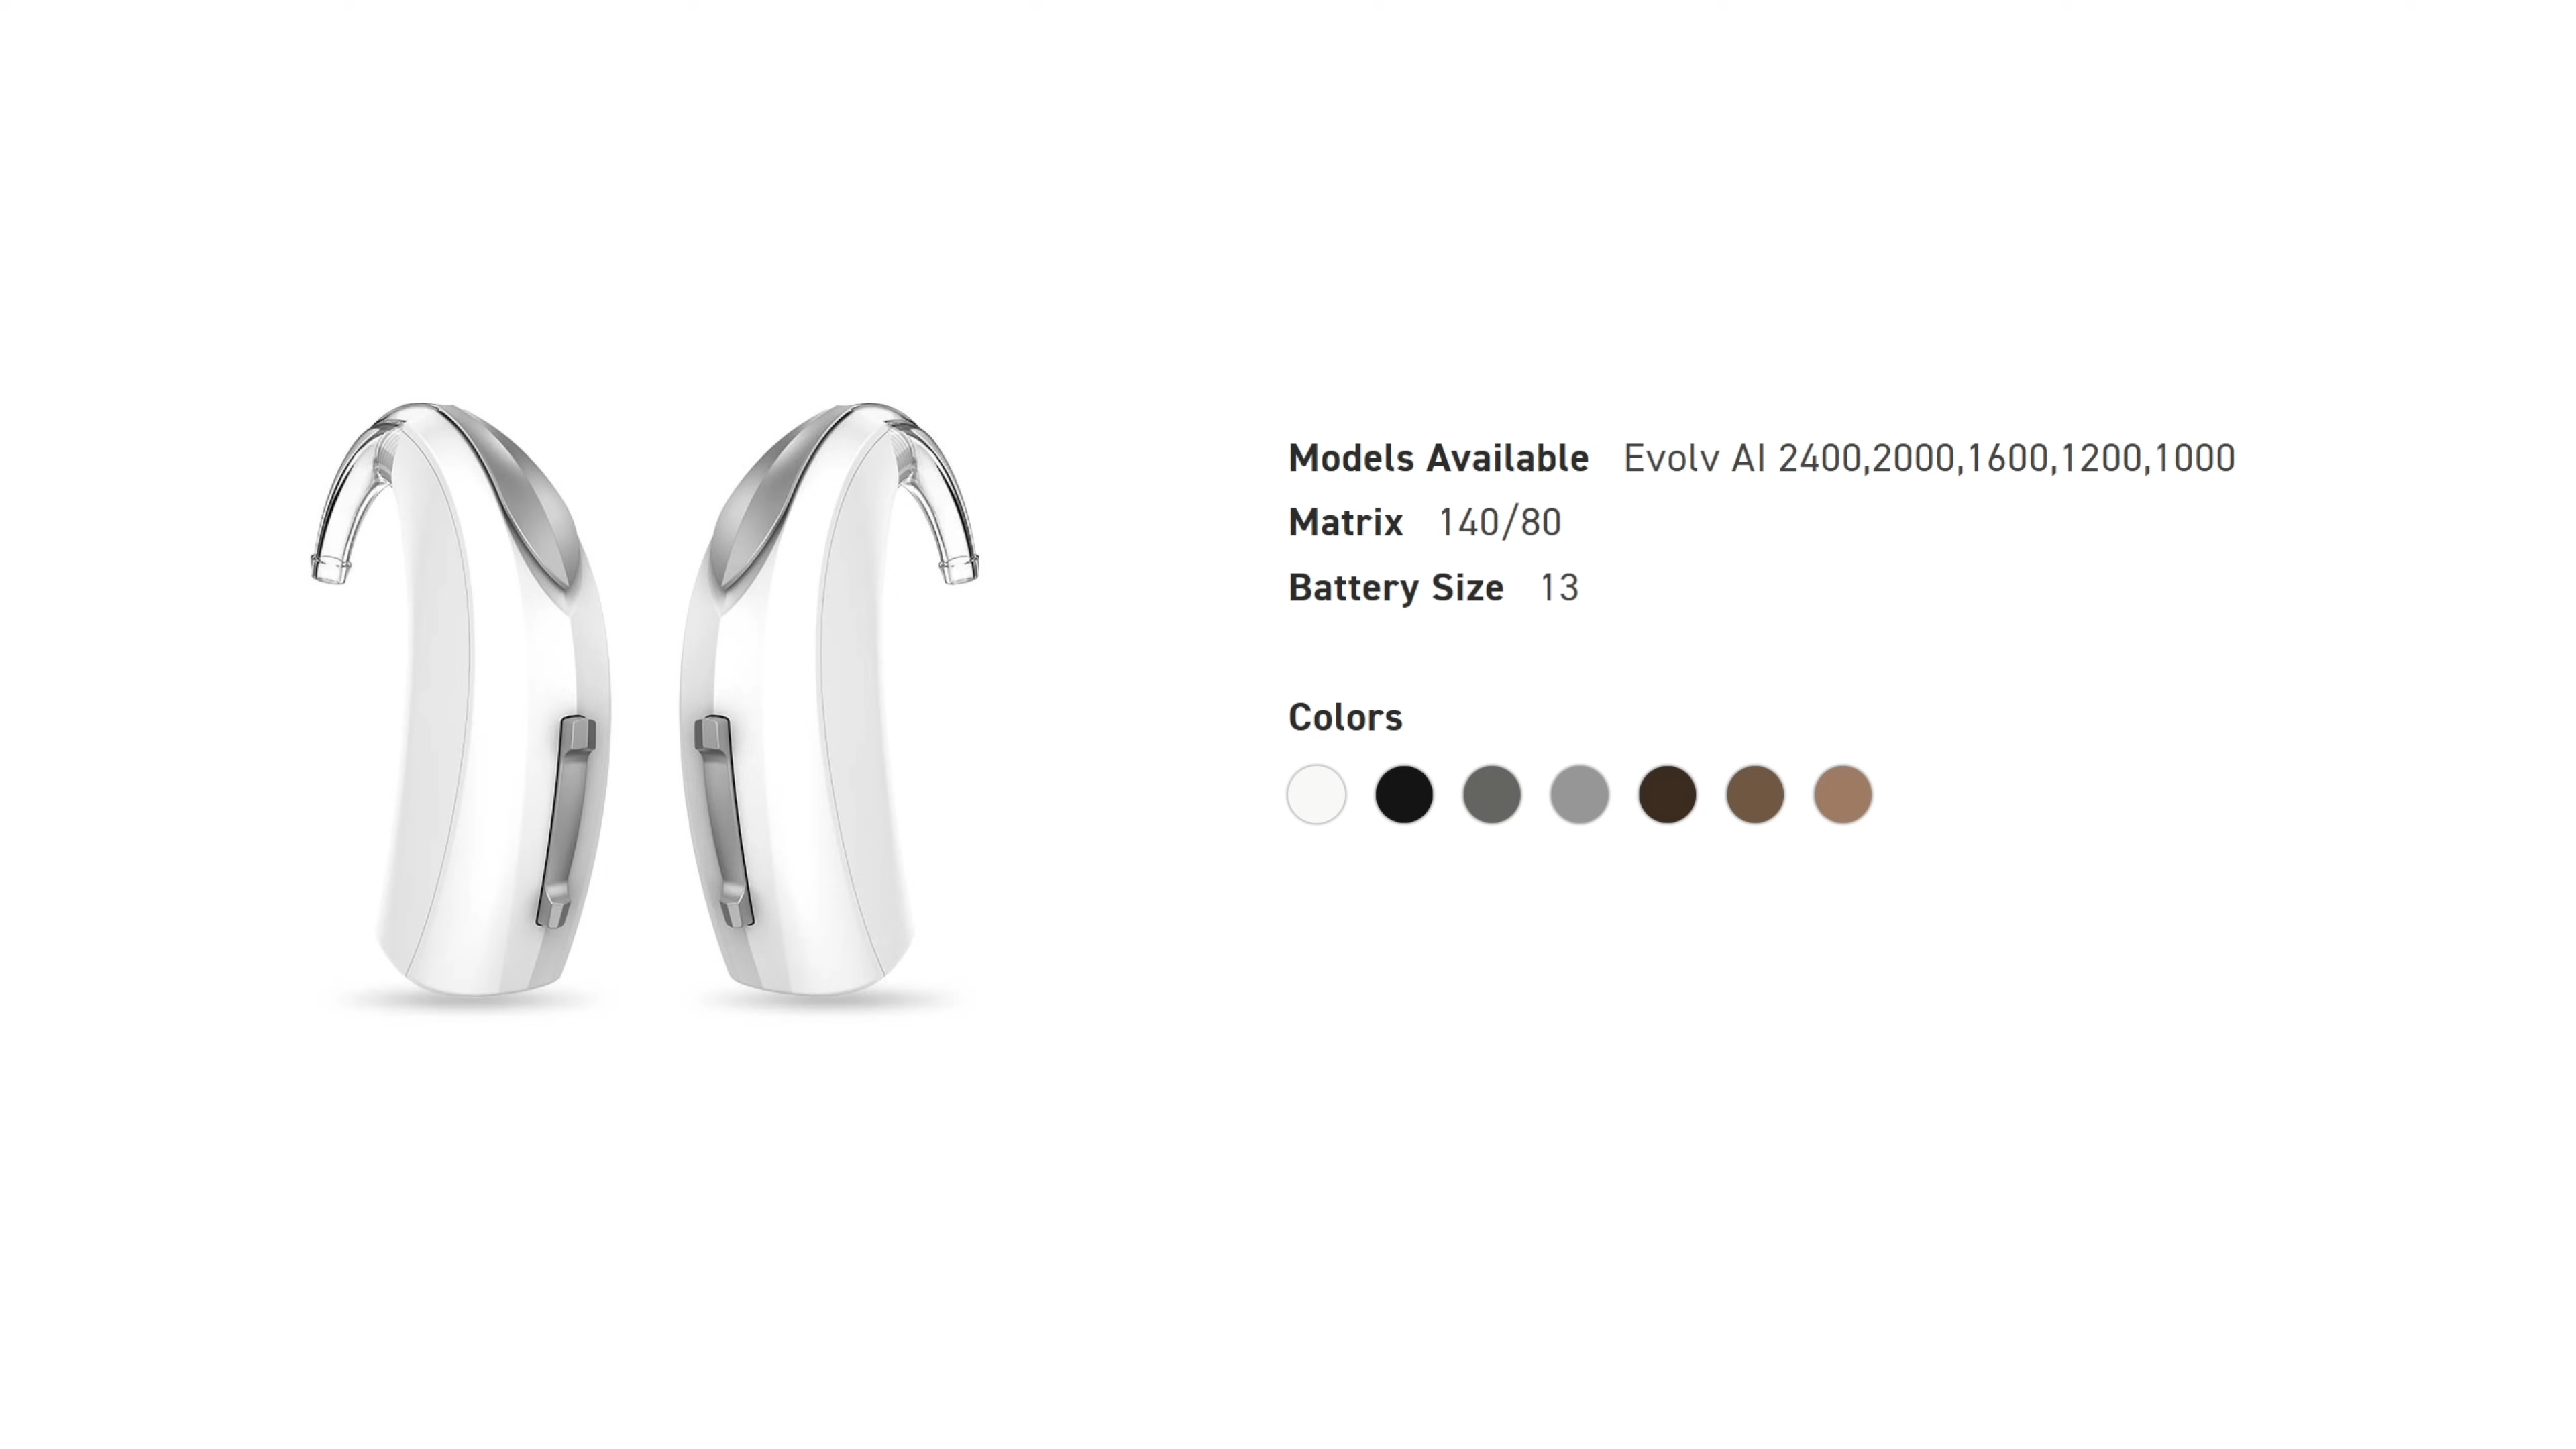 Models Available Evolv AI 2400,2000,1600,1200,1000
Matrix 140/80
Battery Size 13
Colors